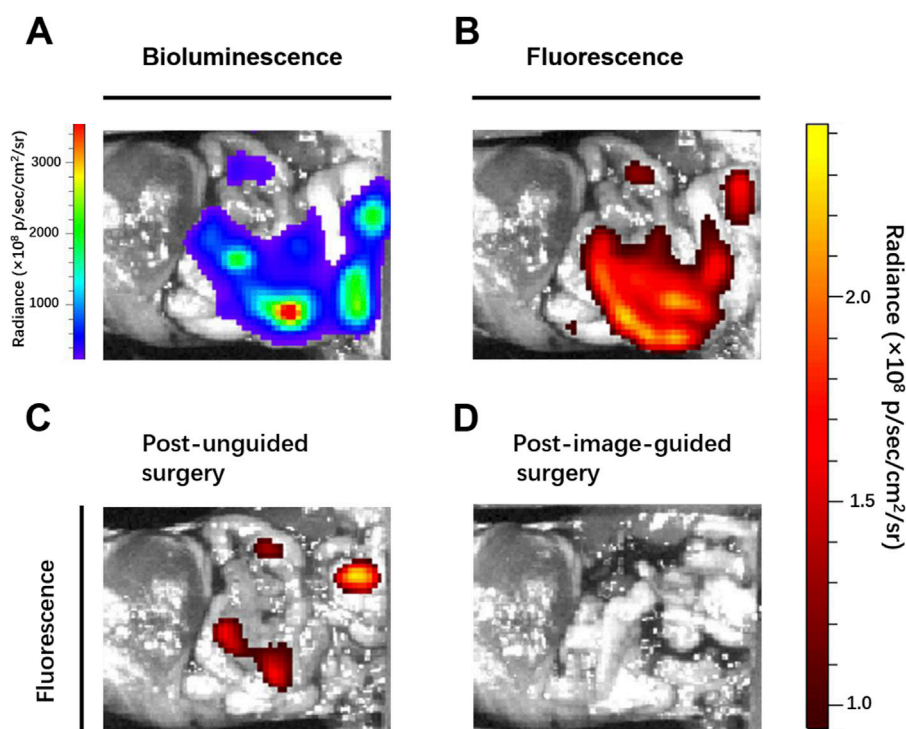 A
Bioluminescence
B
Fluorescence
Radiance (×10⁸ p/sec/cm²/sr)
3000
2000
1000
Radiance (×10⁸ p/sec/cm²/sr)
2.0
1.5
1.0
C
Post-unguided
surgery
D
Post-image-guided
surgery
Fluorescence